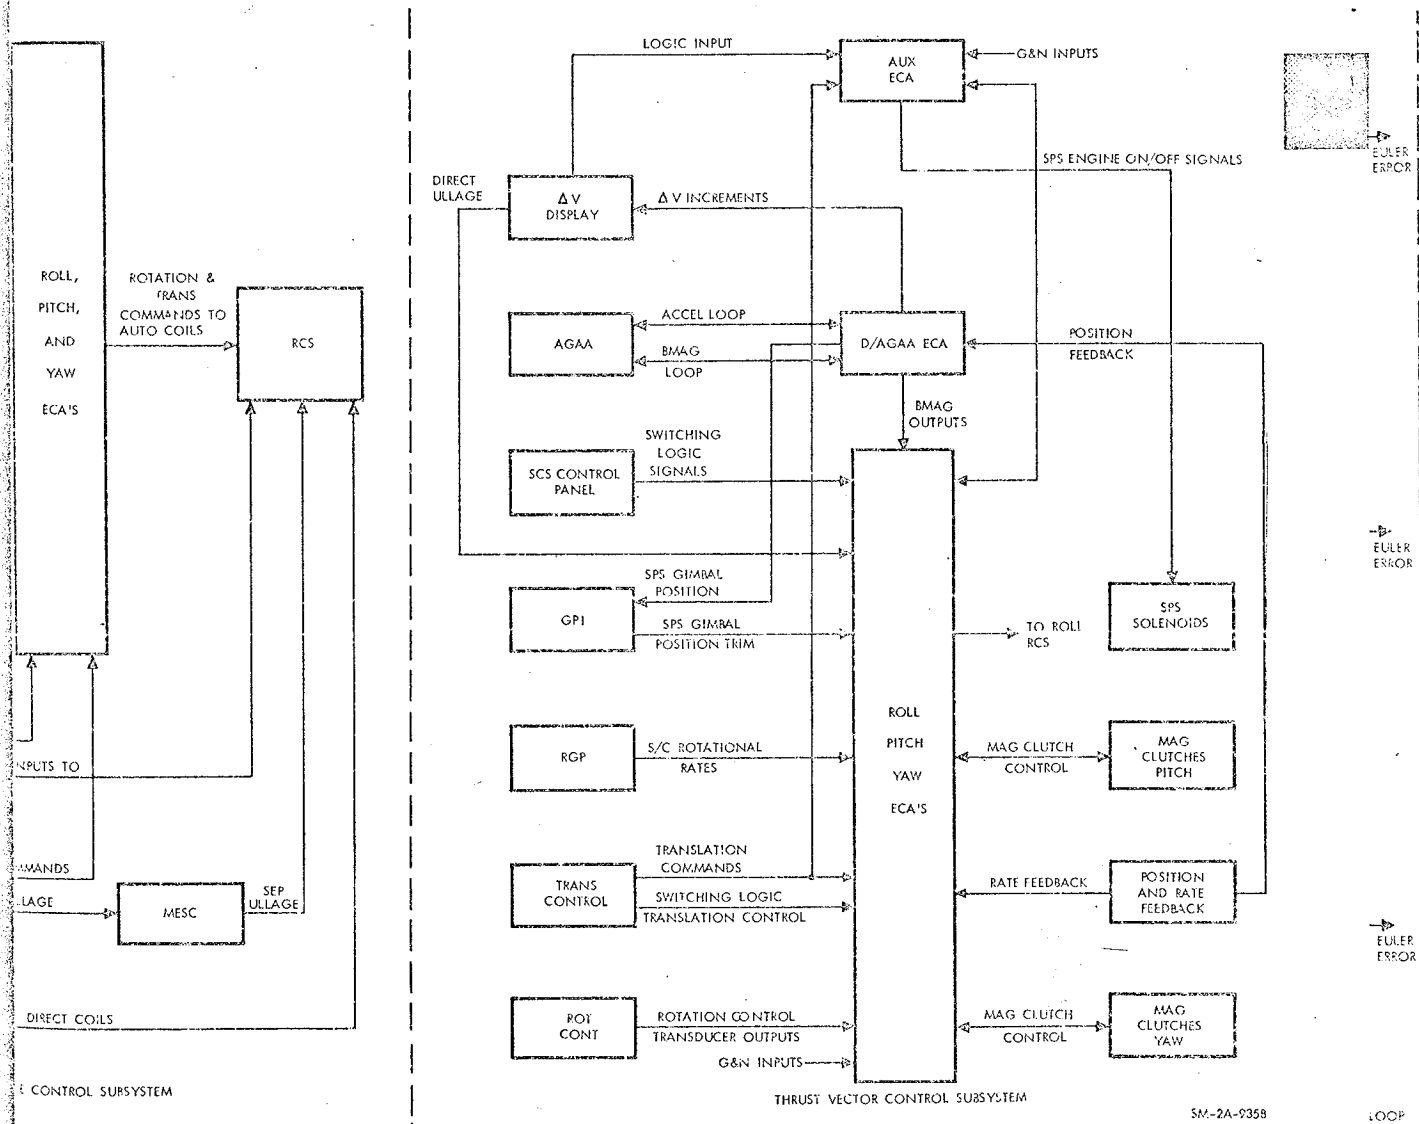 ROLL,
PITCH,
AND
YAW
ECA'S
ROTATION &
TRANS
COMMANDS TO
AUTO COILS
RCS
NPUTS TO
MMANDS
LAGE
MESC
SEP
ULLAGE
DIRECT COILS
CONTROL SUBSYSTEM
LOGIC INPUT
AUX
ECA
G&N INPUTS
SPS ENGINE ON/OFF SIGNALS
DIRECT
ULLAGE
Δ V
DISPLAY
Δ V INCREMENTS
AGAA
ACCEL LOOP
BMAG
LOOP
D/AGAA ECA
POSITION
FEEDBACK
BMAG
OUTPUTS
SCS CONTROL
PANEL
SWITCHING
LOGIC
SIGNALS
GPI
SPS GIMBAL
POSITION
SPS GIMBAL
POSITION TRIM
TO ROLL
RCS
SPS
SOLENOIDS
ROLL
PITCH
YAW
ECA'S
RGP
S/C ROTATIONAL
RATES
MAG CLUTCH
CONTROL
MAG
CLUTCHES
PITCH
TRANS
CONTROL
TRANSLATION
COMMANDS
SWITCHING LOGIC
TRANSLATION CONTROL
RATE FEEDBACK
POSITION
AND RATE
FEEDBACK
ROT
CONT
ROTATION CONTROL
TRANSDUCER OUTPUTS
G&N INPUTS
MAG CLUTCH
CONTROL
MAG
CLUTCHES
YAW
THRUST VECTOR CONTROL SUBSYSTEM
SM-2A-935B
EULER
ERROR
EULER
ERROR
EULER
ERROR
LOOP